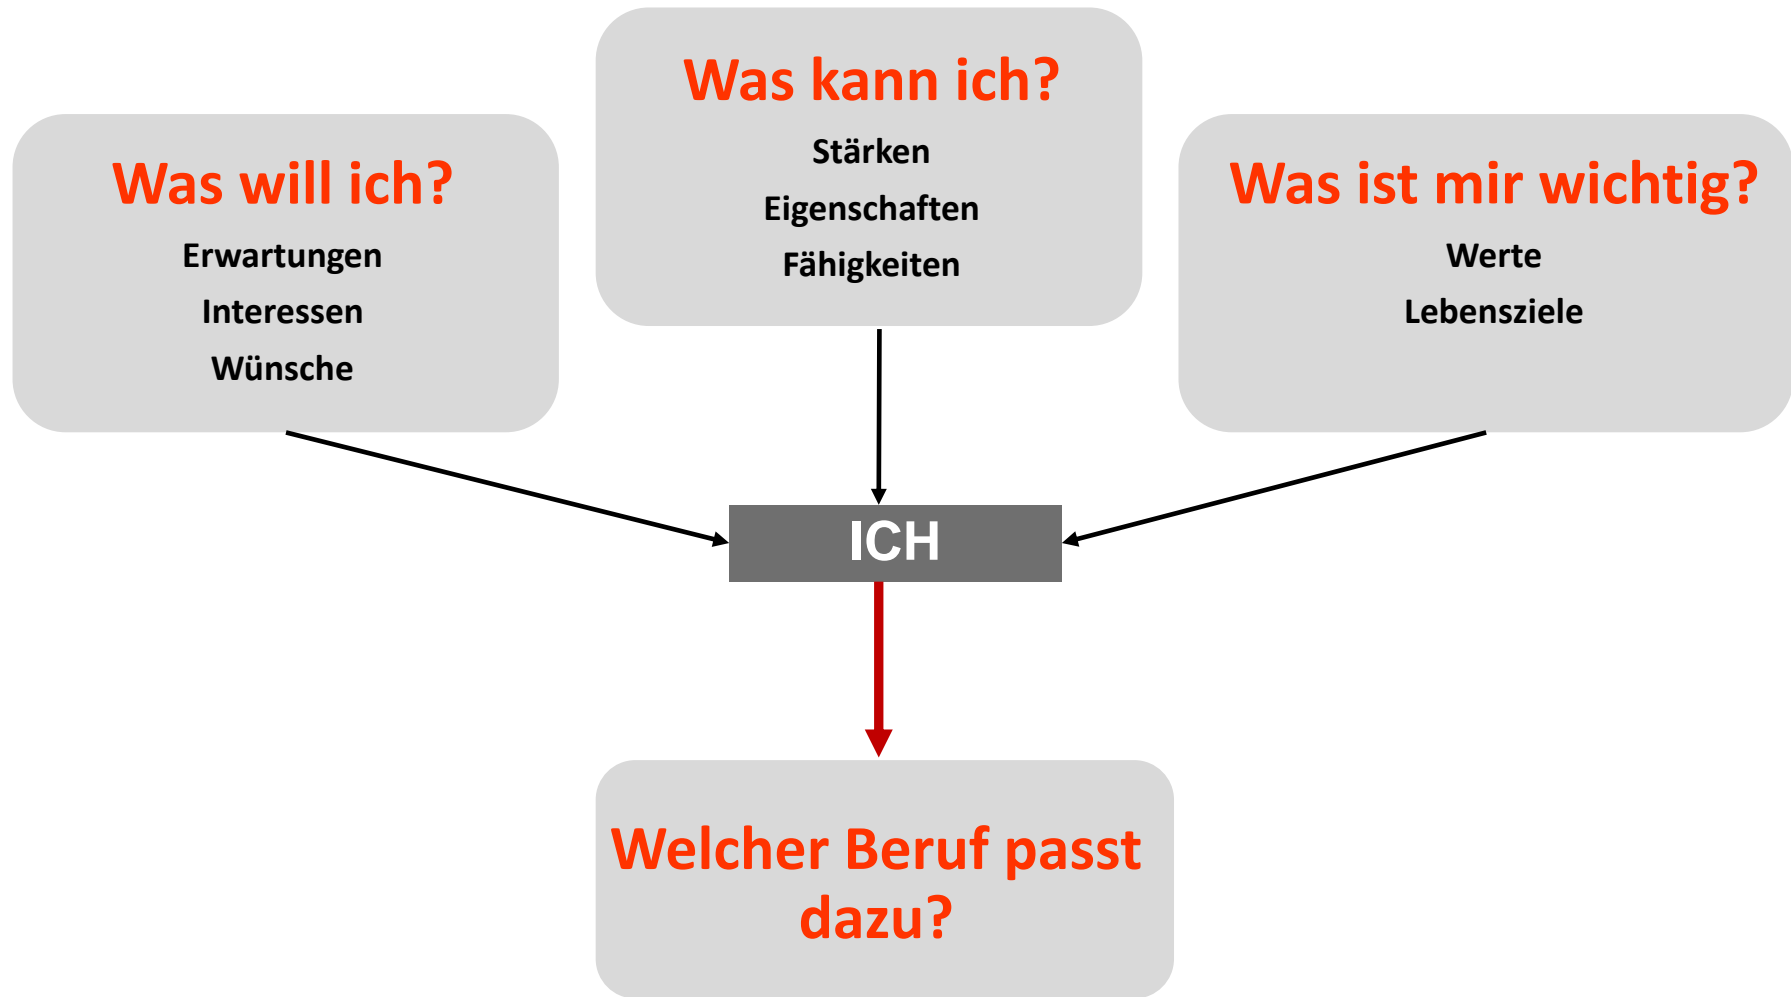 Was will ich?
Erwartungen
Interessen
Wünsche
Was kann ich?
Stärken
Eigenschaften
Fähigkeiten
Was ist mir wichtig?
Werte
Lebensziele
ICH
Welcher Beruf passt
dazu?